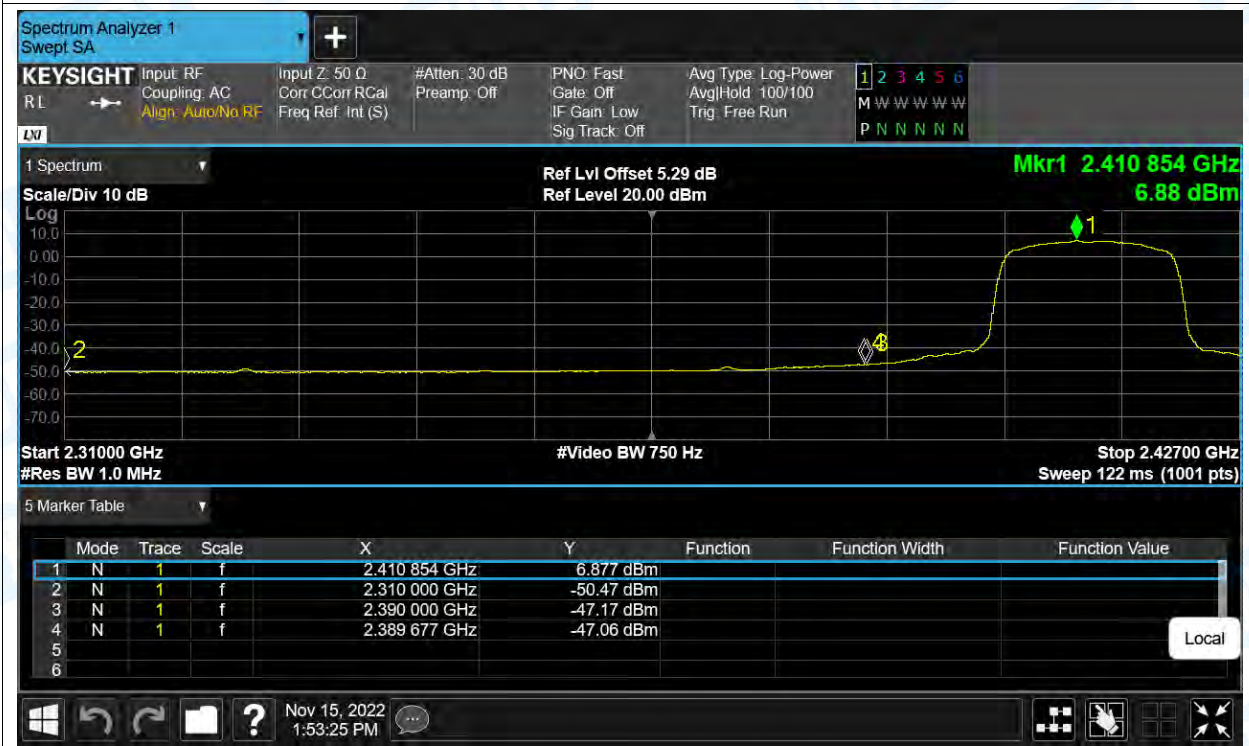 Spectrum Analyzer 1
Swept SA
+
KEYSIGHT Input: RF Input Z: 50 Ω #Atten: 30 dB PNO: Fast Avg Type: Log-Power 1 2 3 4 5 6
R L Coupling: AC Corr CCorr RCal Preamp: Off Gate: Off Avg|Hold: 100/100 M W W W W W
Align: Auto/No RF Freq Ref: Int (S) IF Gain: Low Trig: Free Run
LXI Sig Track: Off P N N N N N
1 Spectrum Ref Lvl Offset 5.29 dB Mkr1 2.410 854 GHz
Scale/Div 10 dB Ref Level 20.00 dBm 6.88 dBm
Log
10.0 1
0.00
-10.0
-20.0
-30.0
-40.0 2 4 3
-50.0
-60.0
-70.0
Start 2.31000 GHz #Video BW 750 Hz Stop 2.42700 GHz
#Res BW 1.0 MHz Sweep 122 ms (1001 pts)
5 Marker Table
Mode Trace Scale X Y Function Function Width Function Value
1 N 1 f 2.410 854 GHz 6.877 dBm
2 N 1 f 2.310 000 GHz -50.47 dBm
3 N 1 f 2.390 000 GHz -47.17 dBm
4 N 1 f 2.389 677 GHz -47.06 dBm
5 Local
6
? Nov 15, 2022
1:53:25 PM